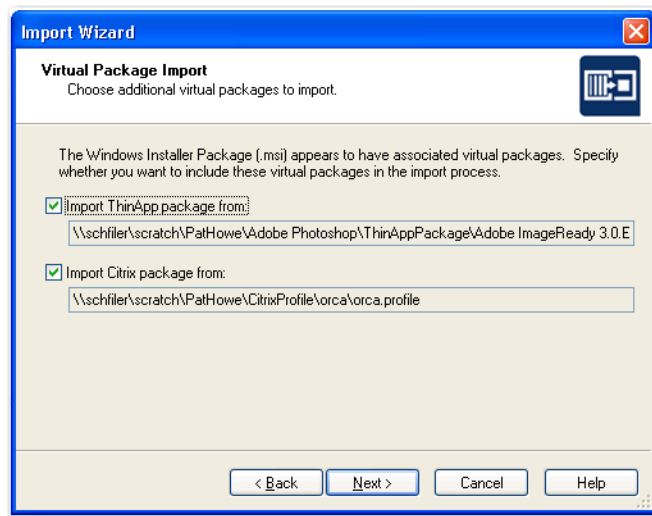 Import Wizard
Virtual Package Import
Choose additional virtual packages to import.
The Windows Installer Package (.msi) appears to have associated virtual packages. Specify
whether you want to include these virtual packages in the import process.
Import ThinApp package from:
\\schfiler\scratch\PatHowe\Adobe Photoshop\ThinAppPackage\Adobe ImageReady 3.0.E
Import Citrix package from:
\\schfiler\scratch\PatHowe\CitrixProfile\orca\orca.profile
< Back
Next >
Cancel
Help